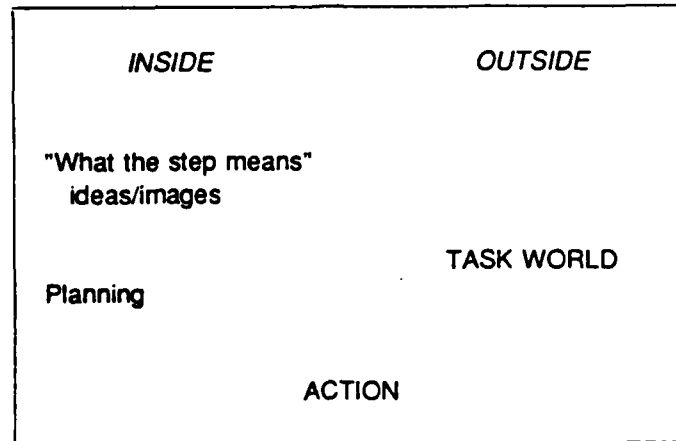 INSIDE OUTSIDE
"What the step means"
ideas/images
TASK WORLD
Planning
ACTION